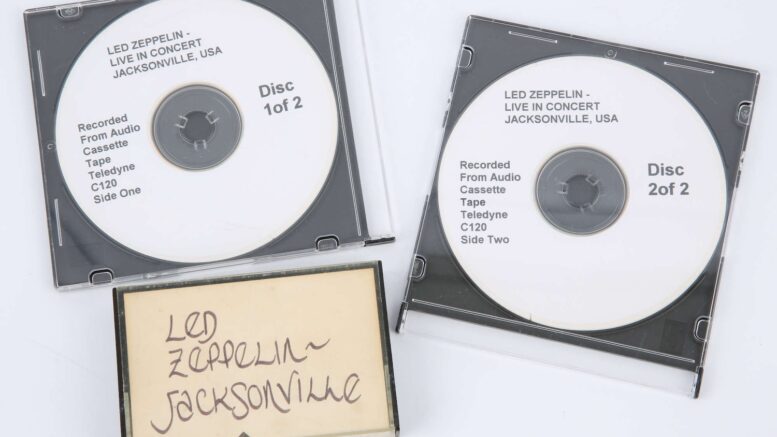 LED ZEPPELIN -
LIVE IN CONCERT
JACKSONVILLE, USA
Disc
1of 2
Recorded
From Audio
Cassette
Tape
Teledyne
C120
Side One
LED ZEPPELIN -
LIVE IN CONCERT
JACKSONVILLE, USA
Disc
2of 2
Recorded
From Audio
Cassette
Tape
Teledyne
C120
Side Two
LED
ZEPPELIN~
JACKSONVILLE